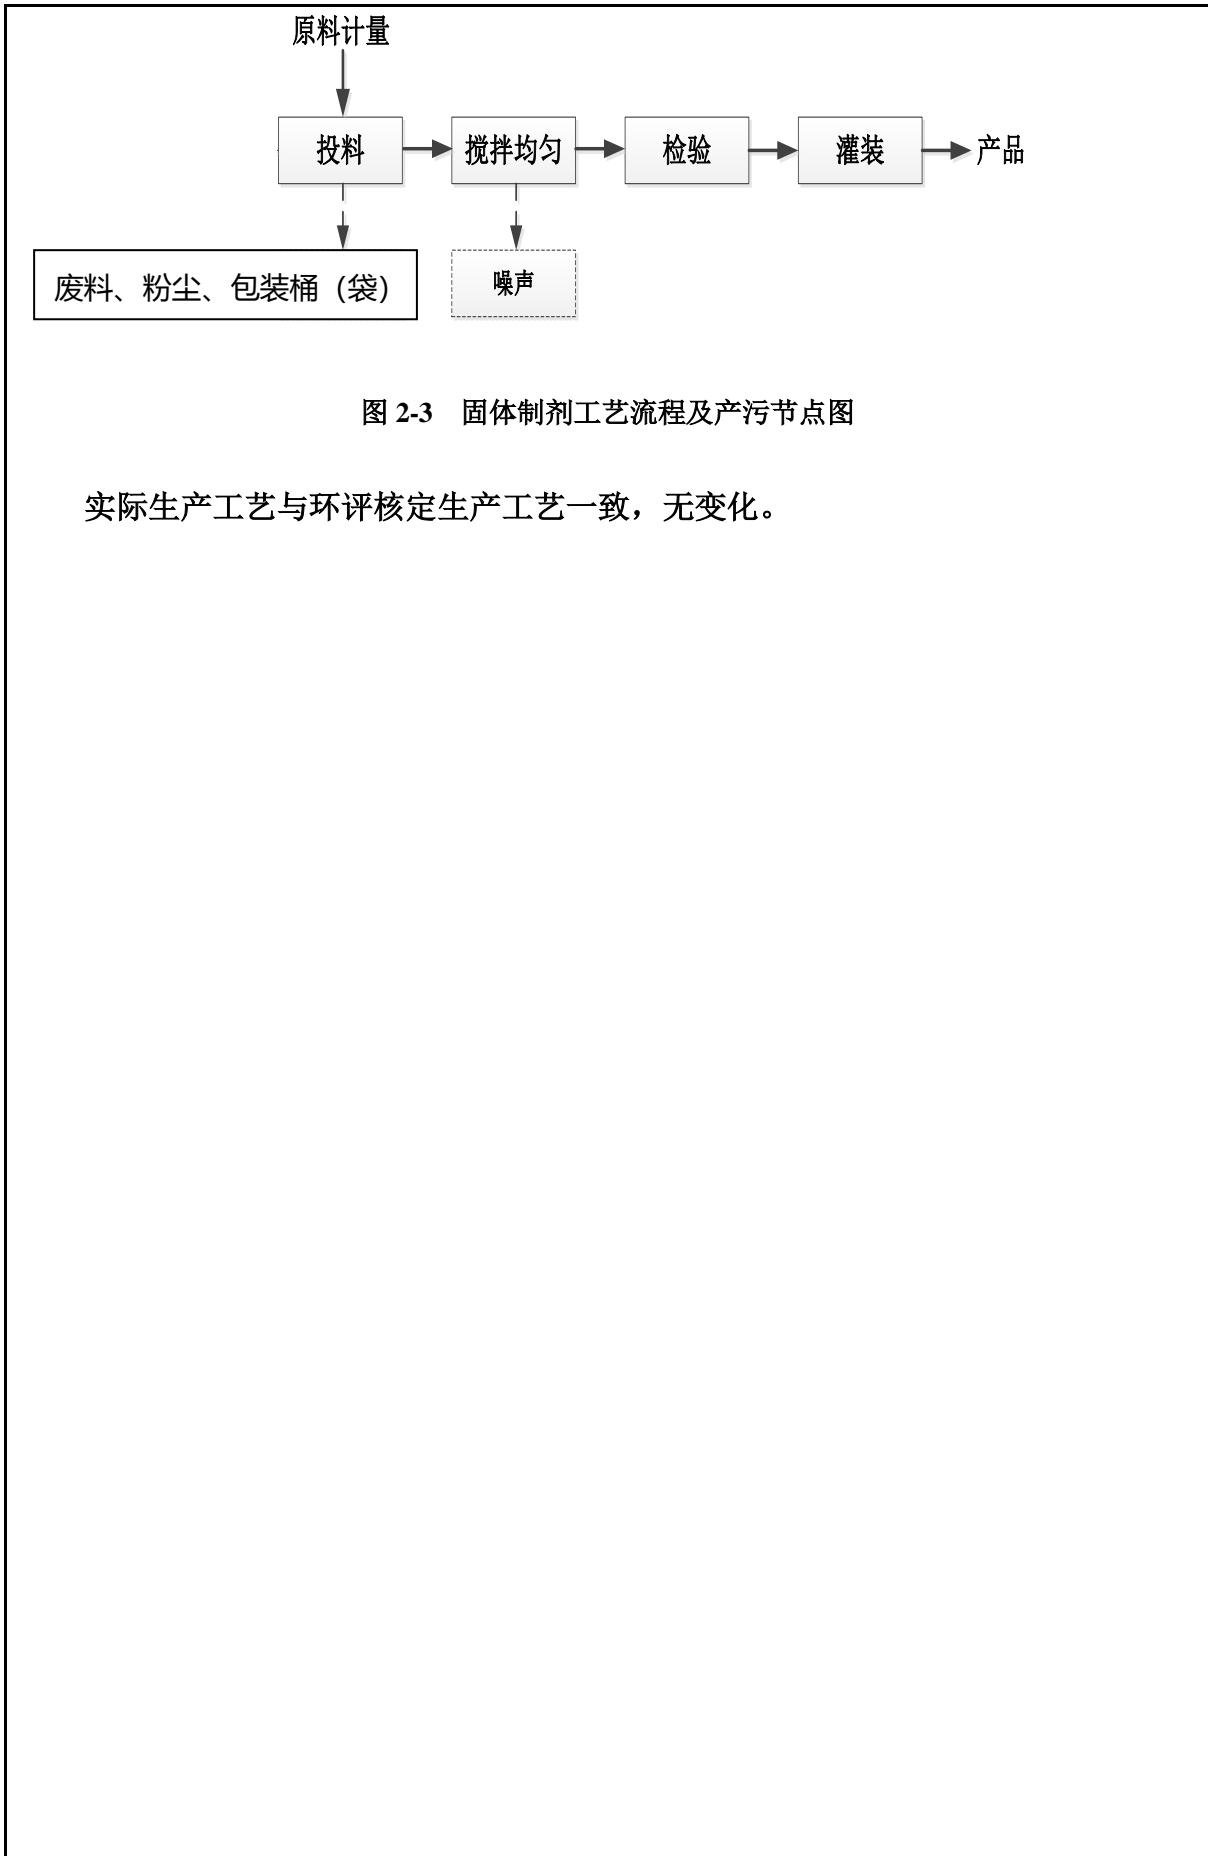 原料计量
投料
搅拌均匀
检验
灌装
产品
废料、粉尘、包装桶（袋）
噪声
图 2-3 固体制剂工艺流程及产污节点图
实际生产工艺与环评核定生产工艺一致，无变化。